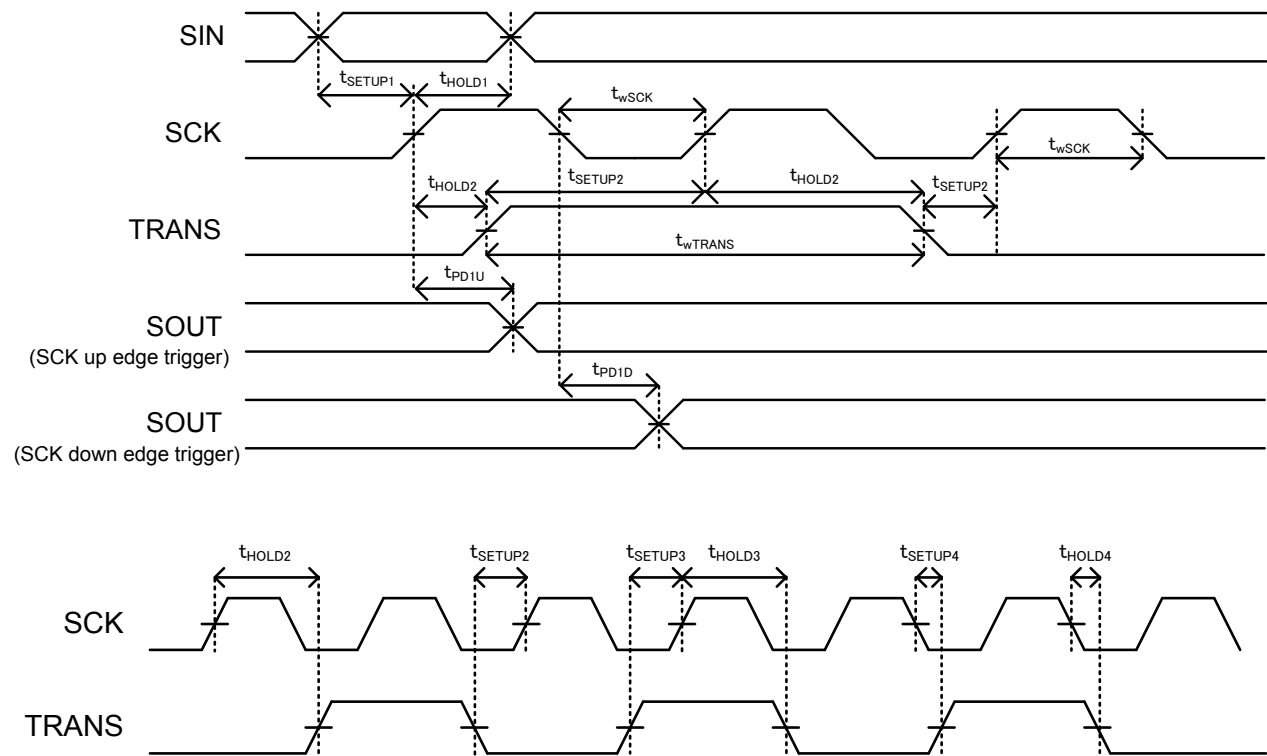 SIN
tSETUP1 tHOLD1
twSCK
SCK
twSCK
tHOLD2 tSETUP2 tHOLD2 tSETUP2
TRANS
twTRANS
tPD1U
SOUT
(SCK up edge trigger)
tPD1D
SOUT
(SCK down edge trigger)
tHOLD2 tSETUP2 tSETUP3 tHOLD3 tSETUP4 tHOLD4
SCK
TRANS